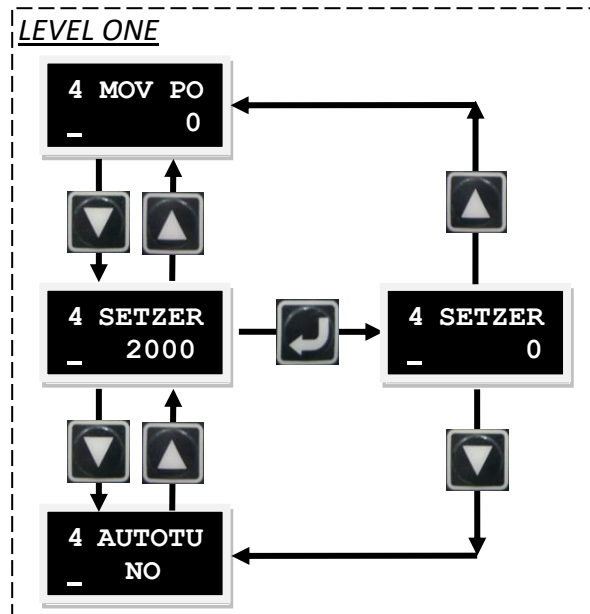 LEVEL ONE
4 MOV PO
_ 0
4 SETZER
_ 2000
4 SETZER
_ 0
4 AUTOTU
_ NO